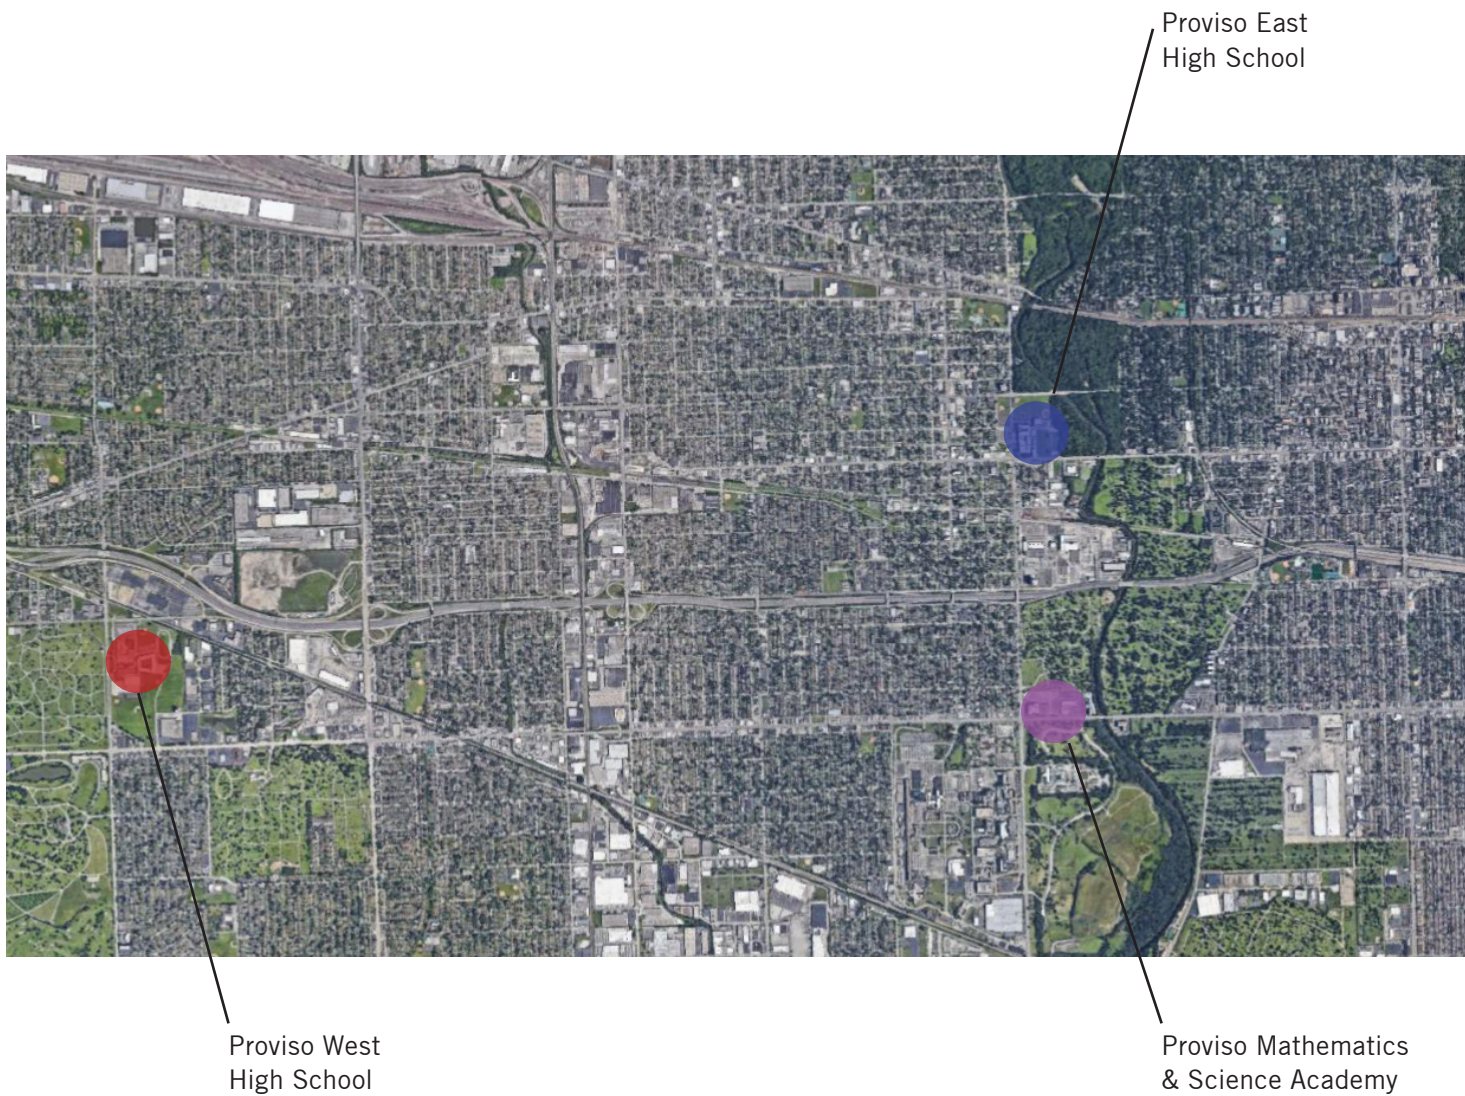 Proviso East
High School
Proviso West
High School
Proviso Mathematics
& Science Academy